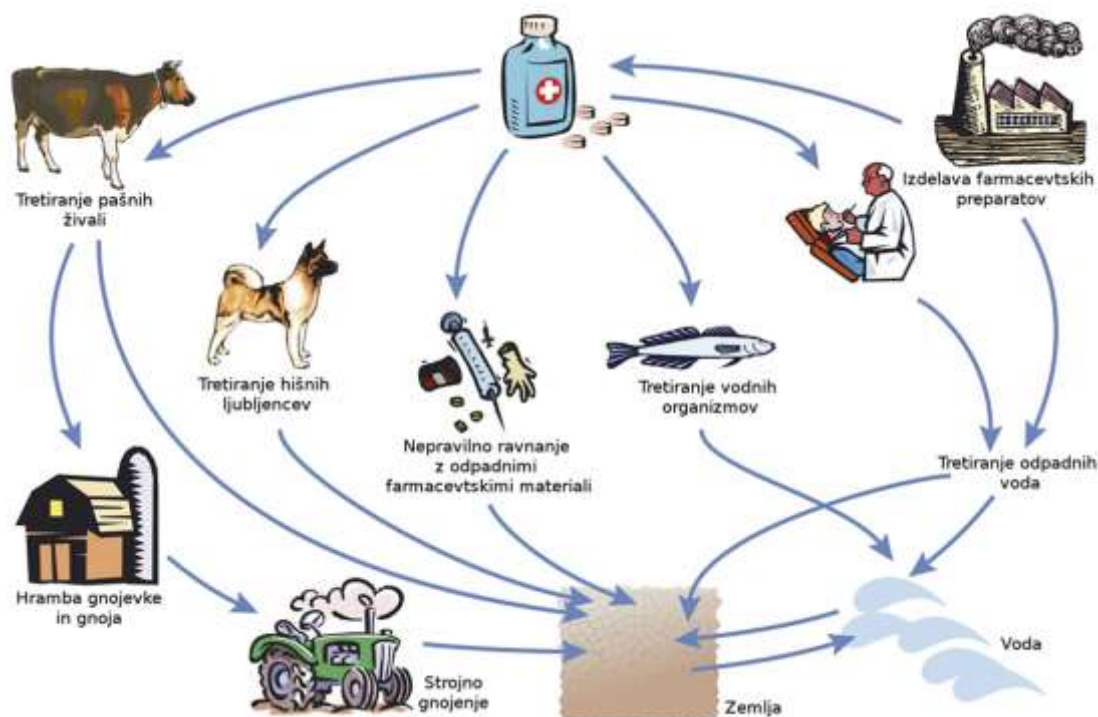 Tretiranje pašnih
živali
Izdelava farmacevtskih
preparatov
Tretiranje hišnih
ljubljencev
Tretiranje vodnih
organizmov
Nepravilno ravnanje
z odpadnimi
farmacevtskimi materiali
Tretiranje odpadnih
voda
Hramba gnojevke
in gnoja
Strojno
gnojenje
Zemlja
Voda